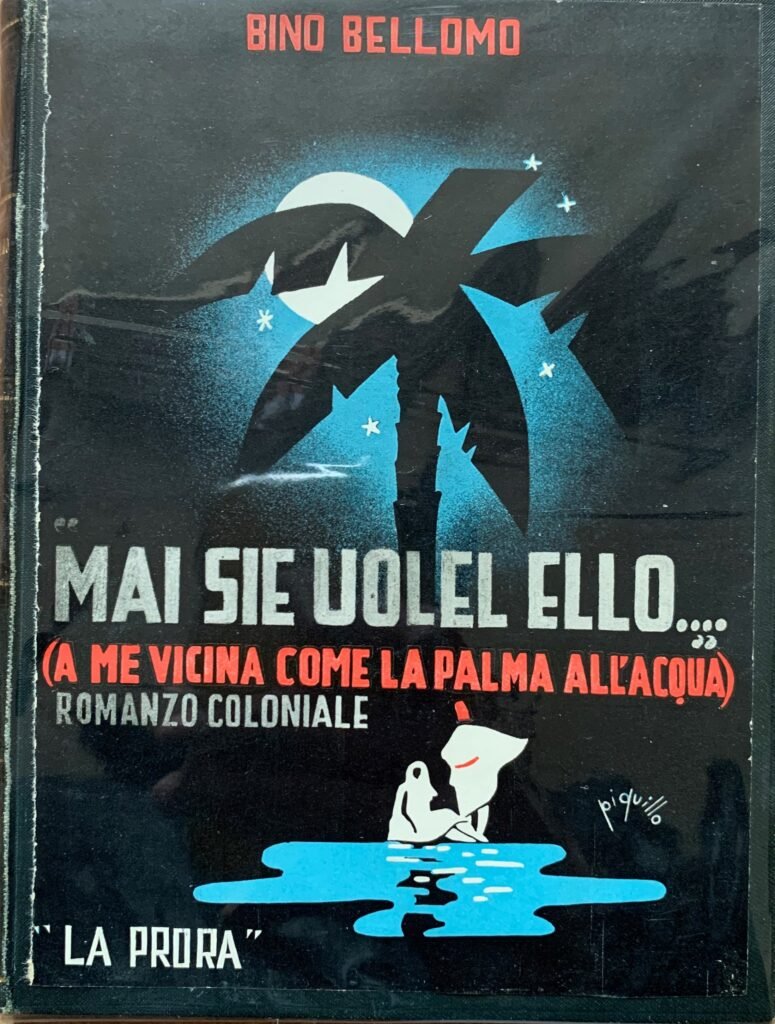 BINO BELLOMO
"MAI SIE UOLEL ELLO...."
(A ME VICINA COME LA PALMA ALL'ACQUA)
ROMANZO COLONIALE
piquillo
"LA PRORA"